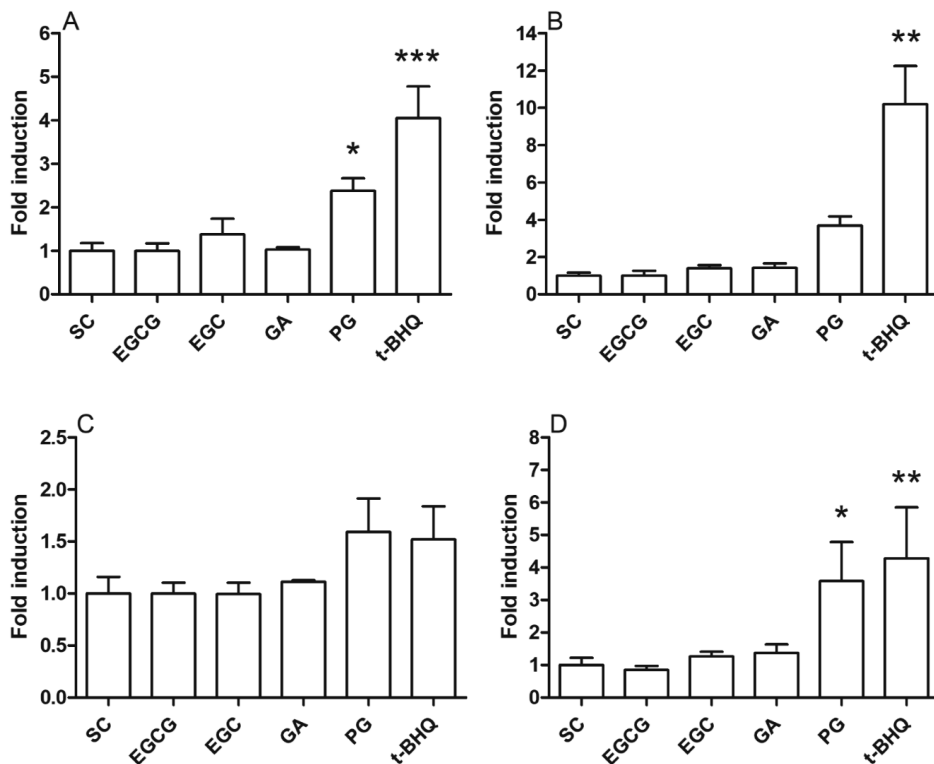 A
Fold induction
6
5
4
3
2
1
0
*
***
SC
EGCG
EGC
GA
PG
t-BHQ
B
Fold induction
14
12
10
8
6
4
2
0
**
SC
EGCG
EGC
GA
PG
t-BHQ
C
Fold induction
2.5
2.0
1.5
1.0
0.5
0.0
SC
EGCG
EGC
GA
PG
t-BHQ
D
Fold induction
8
7
6
5
4
3
2
1
0
*
**
SC
EGCG
EGC
GA
PG
t-BHQ